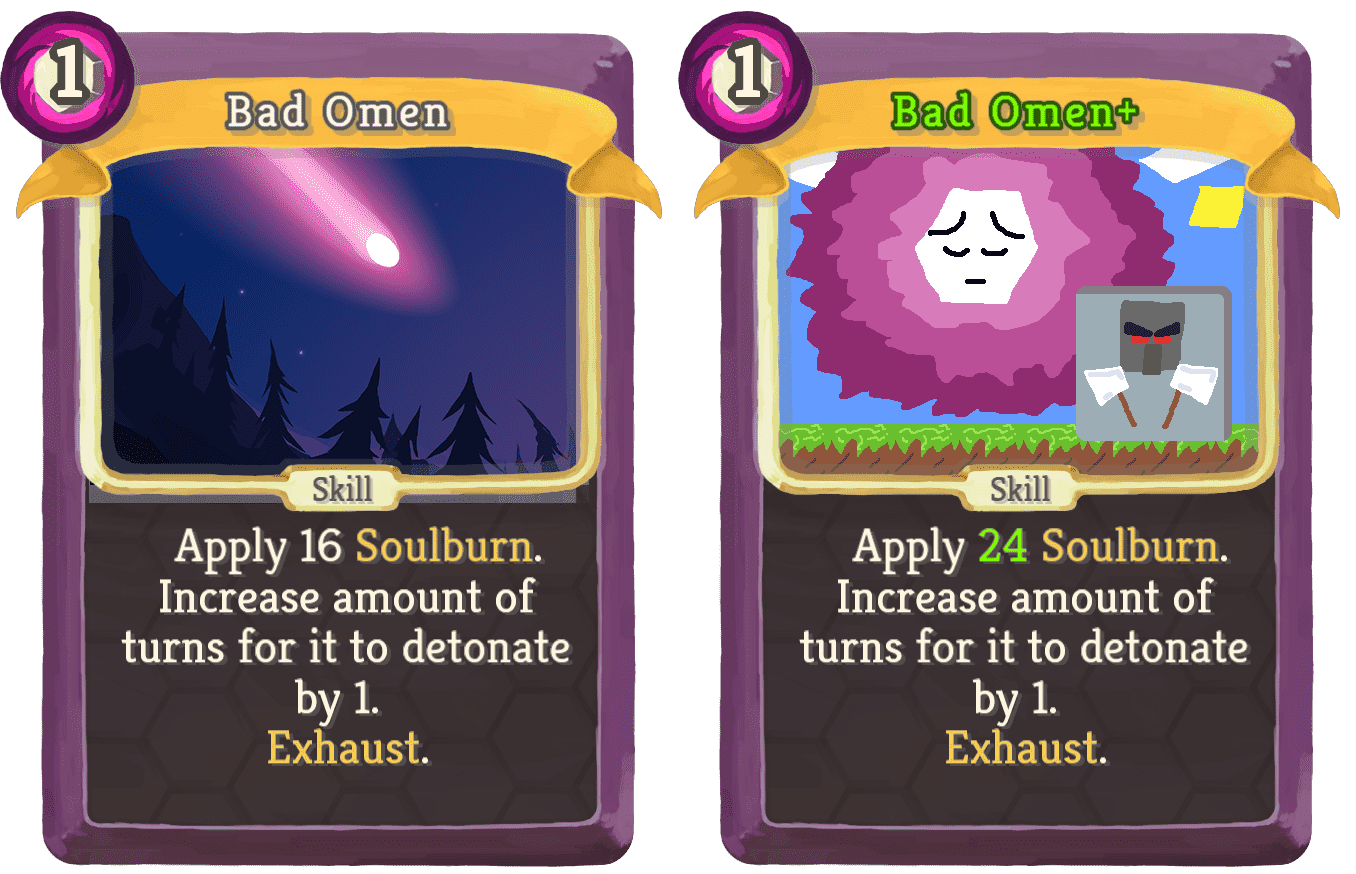 1
Bad Omen
Skill
Apply 16 Soulburn.
Increase amount of
turns for it to detonate
by 1.
Exhaust.
1
Bad Omen+
Skill
Apply 24 Soulburn.
Increase amount of
turns for it to detonate
by 1.
Exhaust.